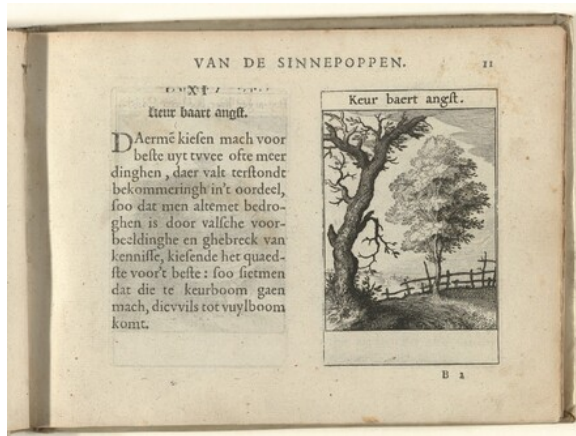 VAN DE SINNEPOPPEN. 11
XI
Keur baart angſt.
DAermē kieſen mach voor
beſte uyt tvvee ofte meer
dinghen, daer valt terſtondt
bekommeringh in't oordeel,
ſoo dat men altemet bedro-
ghen is door valſche voor-
beeldinghe en ghebreck van
kenniſſe, kieſende het quaed-
ſte voor't beſte: ſoo ſietmen
dat die te keurboom gaen
mach, dicvvils tot vuylboom
komt.
Keur baert angſt.
B 2